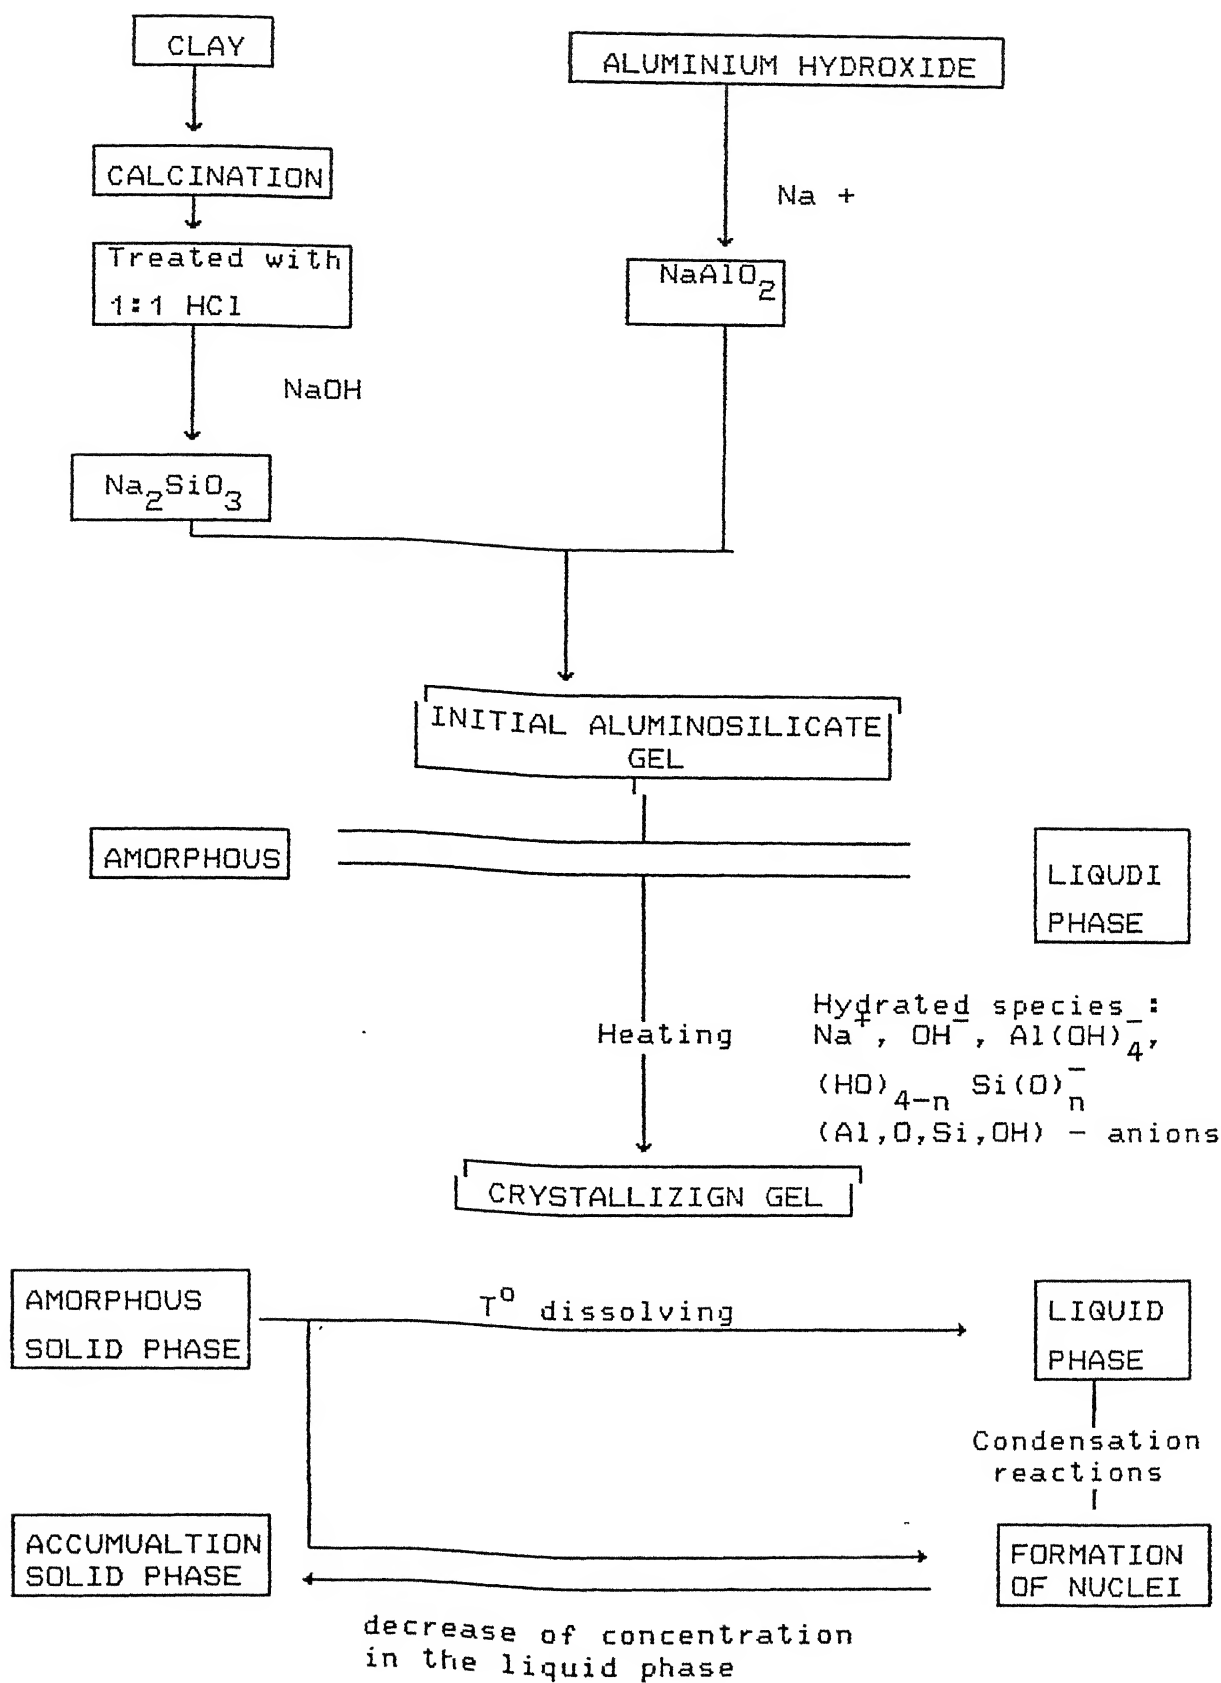 CLAY
ALUMINIUM HYDROXIDE
CALCINATION
Na +
Treated with
1:1 HCl
NaAlO2
NaOH
Na2SiO3
INITIAL ALUMINOSILICATE
GEL
AMORPHOUS
LIQUDI
PHASE
Heating
Hydrated species :
Na+, OH-, Al(OH)4-,
(HO)4-n Si(O)n-
(Al,O,Si,OH) - anions
CRYSTALLIZIGN GEL
AMORPHOUS
SOLID PHASE
To dissolving
LIQUID
PHASE
Condensation
reactions
ACCUMUALTION
SOLID PHASE
FORMATION
OF NUCLEI
decrease of concentration
in the liquid phase